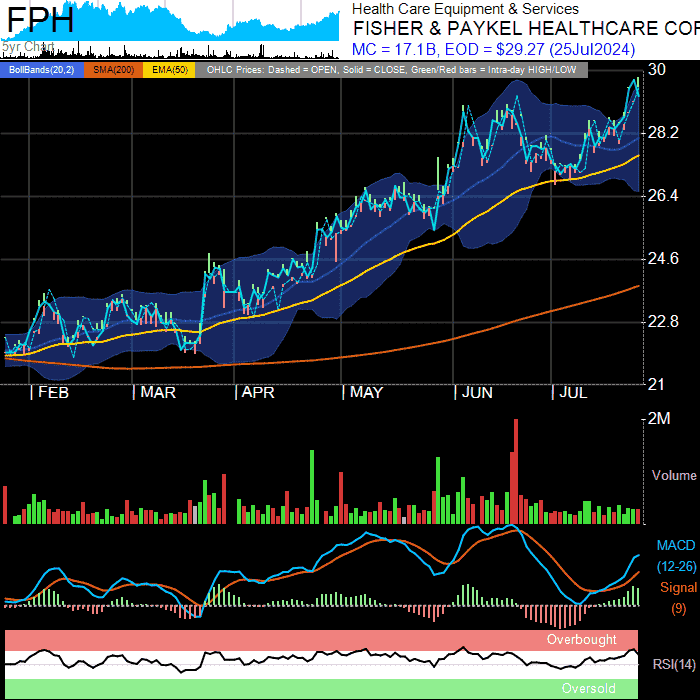 FPH
5yr Chart
Health Care Equipment & Services
FISHER & PAYKEL HEALTHCARE COR
MC = 17.1B, EOD = $29.27 (25Jul2024)
BollBands(20,2) SMA(200) EMA(50) OHLC Prices: Dashed = OPEN, Solid = CLOSE, Green/Red bars = Intra-day HIGH/LOW
30
28.2
26.4
24.6
22.8
21
FEB MAR APR MAY JUN JUL
2M
Volume
MACD
(12-26)
Signal
(9)
Overbought
RSI(14)
Oversold